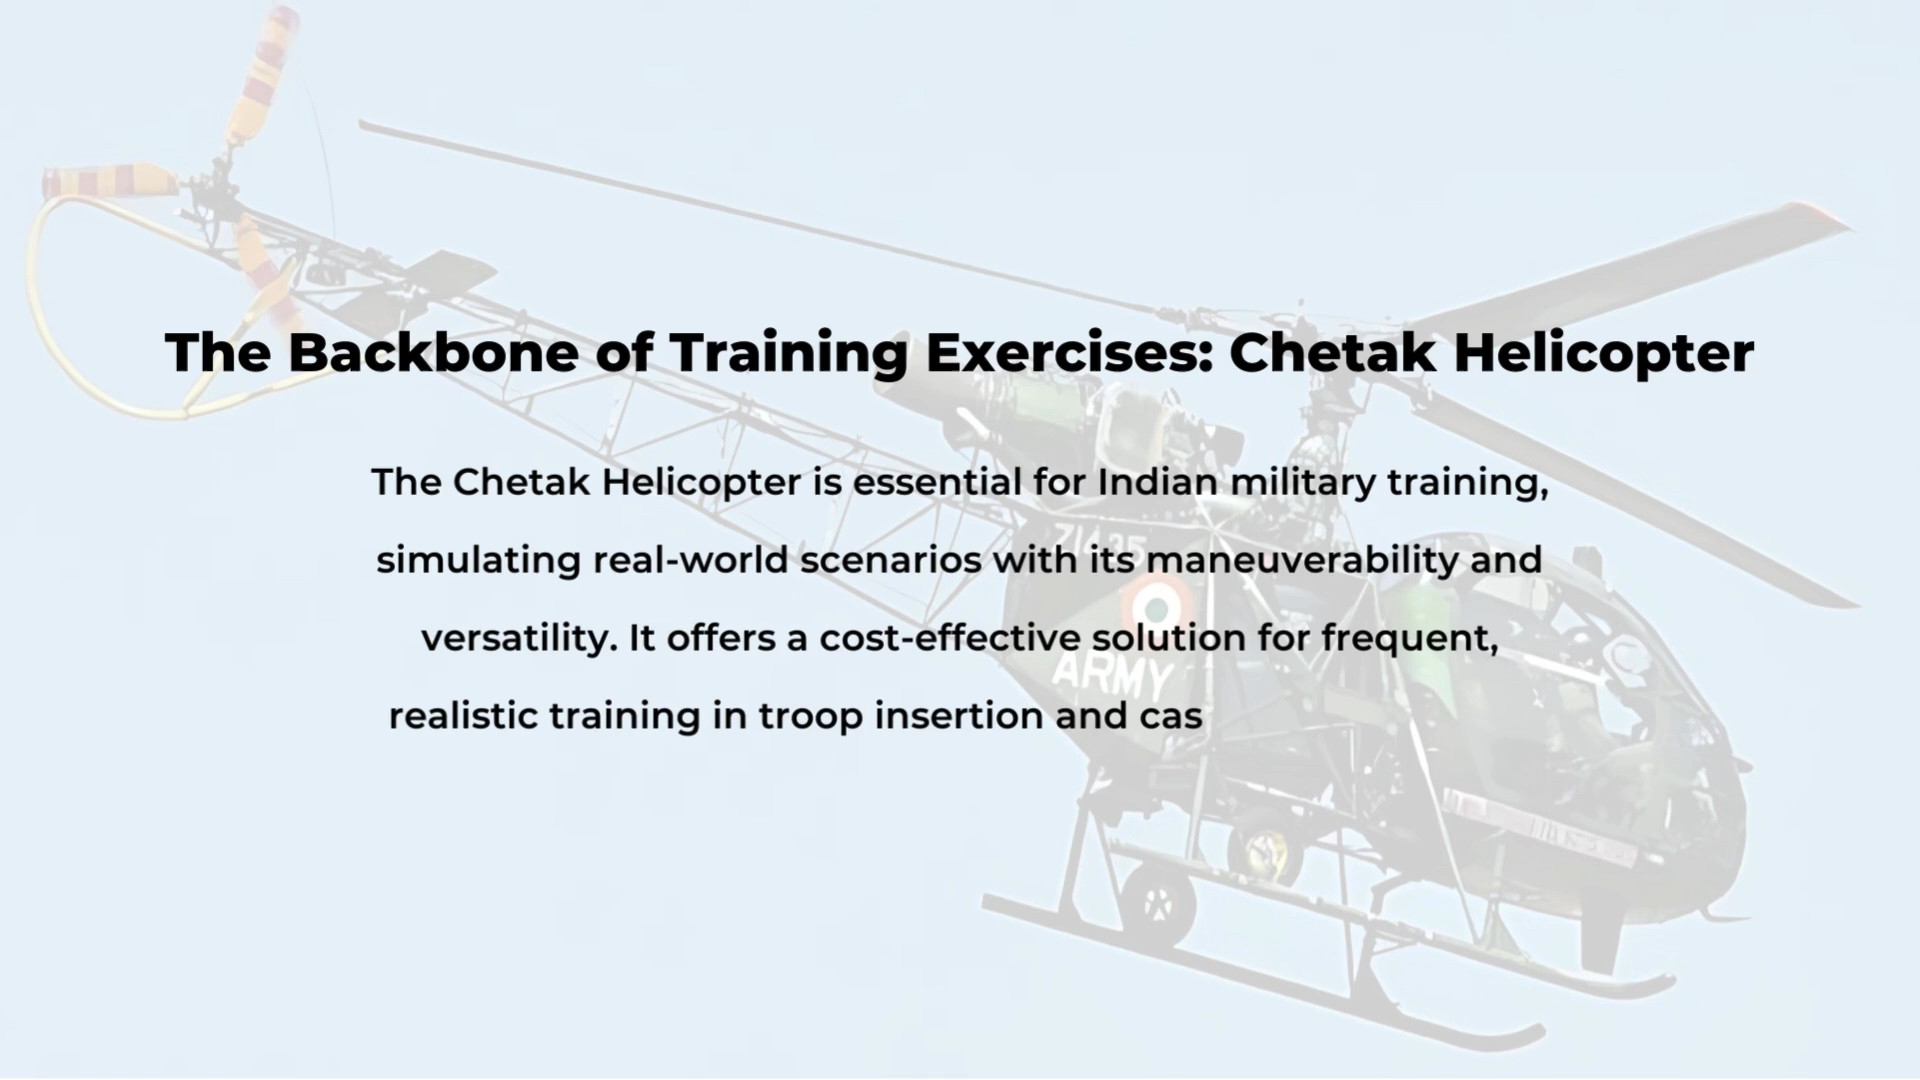 The Backbone of Training Exercises: Chetak Helicopter
The Chetak Helicopter is essential for Indian military training,
simulating real-world scenarios with its maneuverability and
versatility. It offers a cost-effective solution for frequent,
realistic training in troop insertion and cas
71435
ARMY